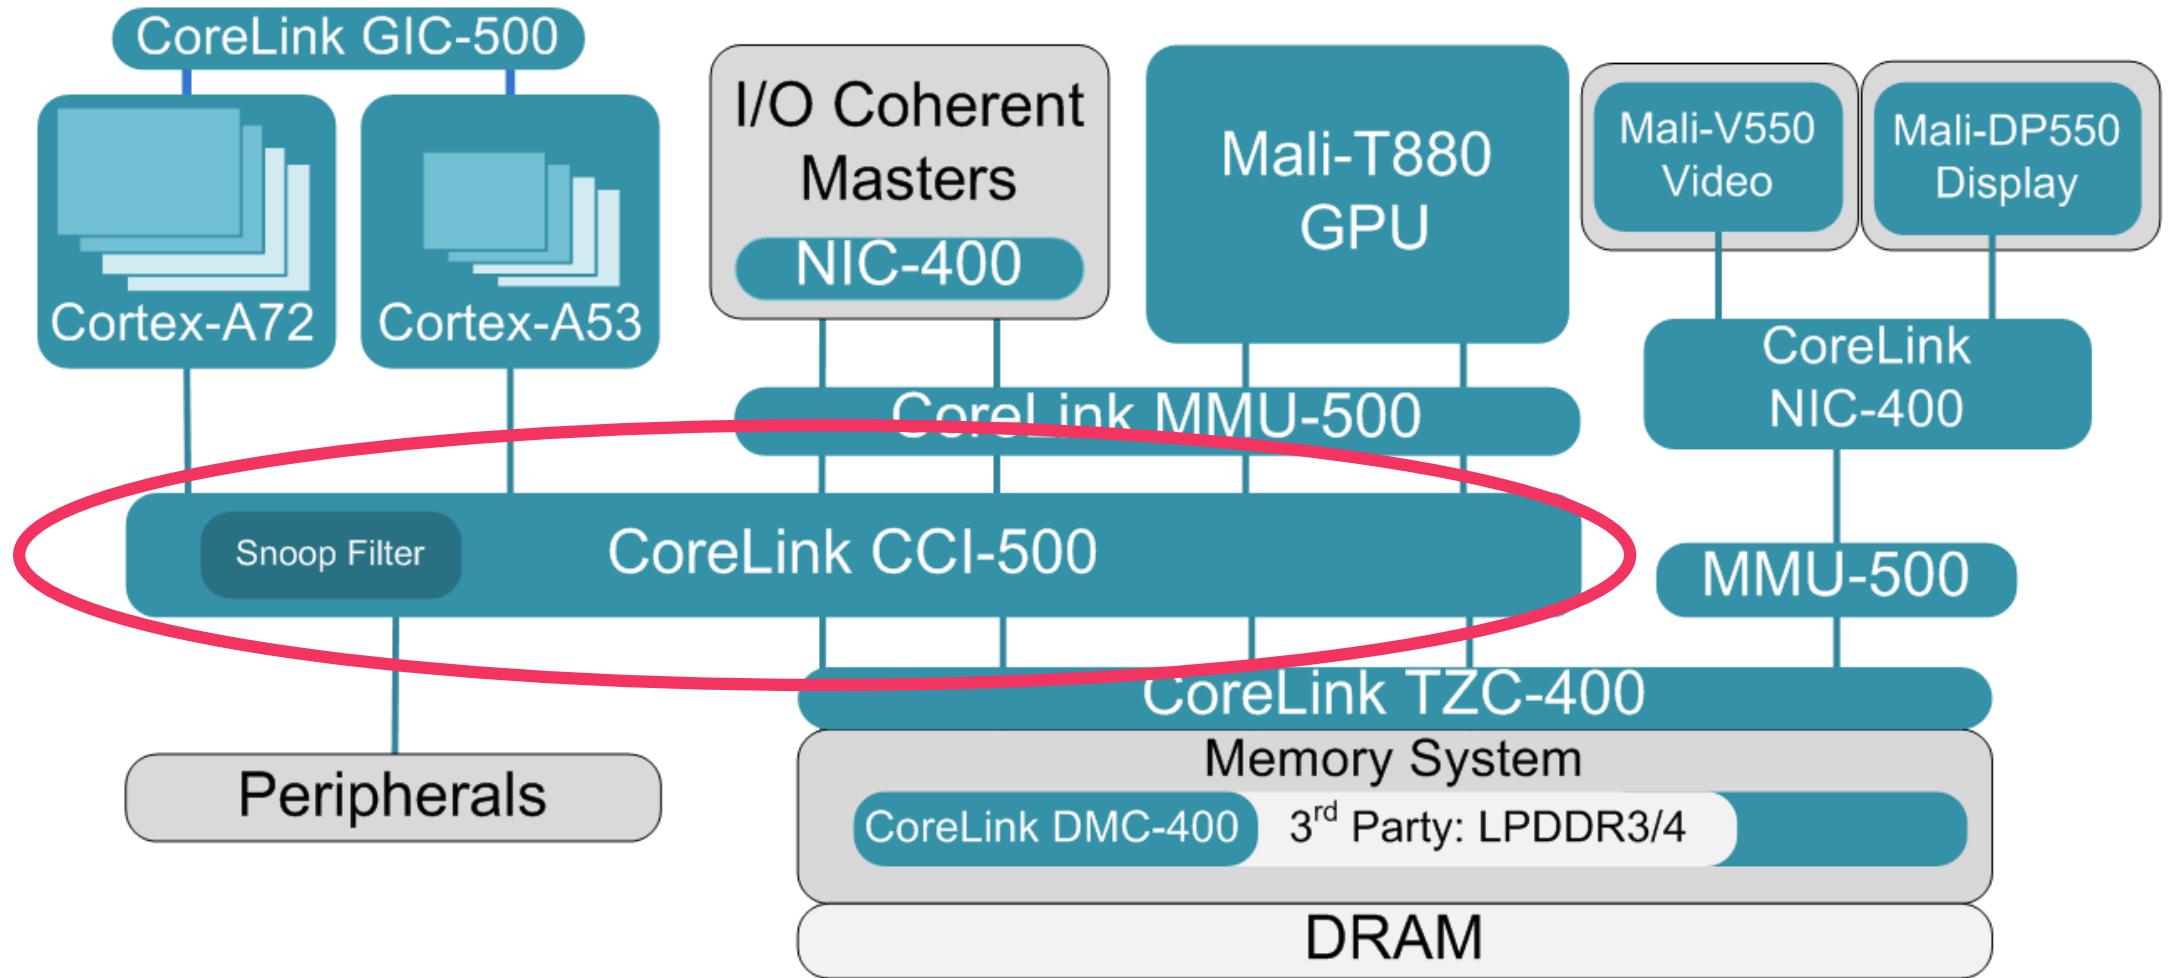 CoreLink GIC-500
Cortex-A72
Cortex-A53
I/O Coherent
Masters
NIC-400
Mali-T880
GPU
Mali-V550
Video
Mali-DP550
Display
CoreLink MMU-500
CoreLink
NIC-400
Snoop Filter
CoreLink CCI-500
MMU-500
CoreLink TZC-400
Peripherals
Memory System
CoreLink DMC-400
3rd Party: LPDDR3/4
DRAM